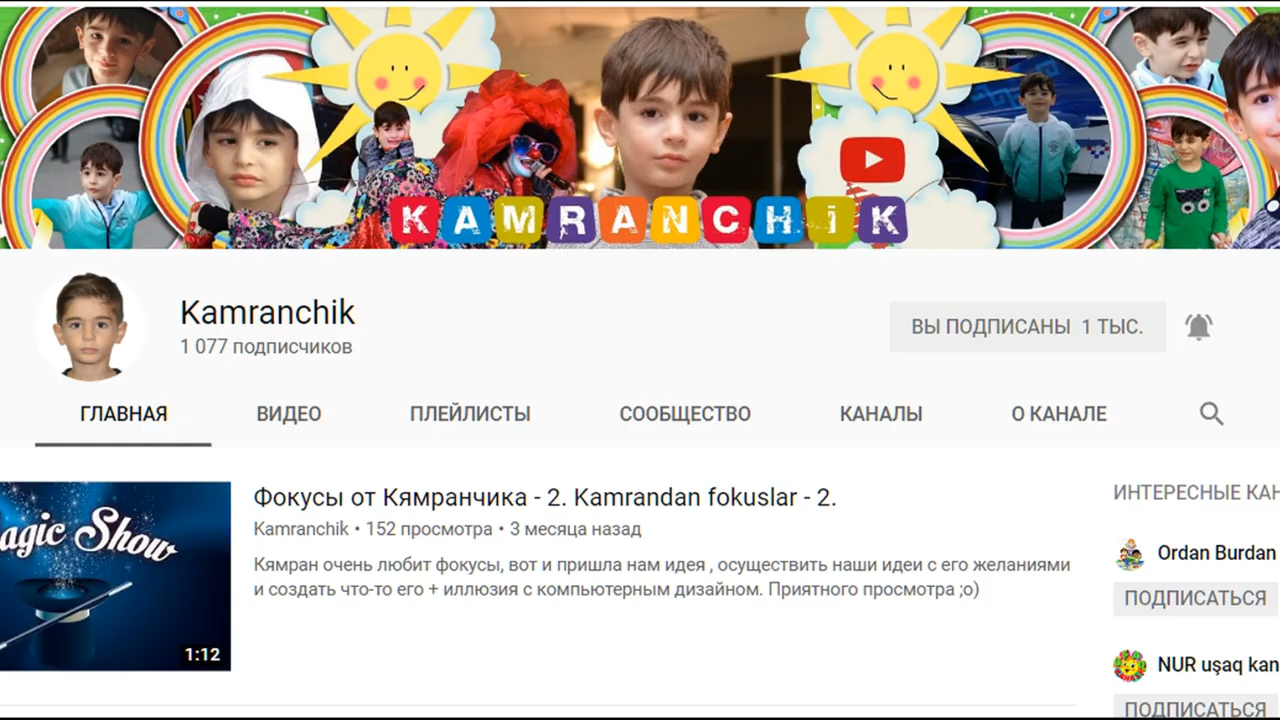 KAMRANCHiK
Kamranchik
1 077 подписчиков
ВЫ ПОДПИСАНЫ 1 ТЫС.
ГЛАВНАЯ ВИДЕО ПЛЕЙЛИСТЫ СООБЩЕСТВО КАНАЛЫ О КАНАЛЕ
agic Show
1:12
Фокусы от Кямранчика - 2. Kamrandan fokuslar - 2.
Kamranchik • 152 просмотра • 3 месяца назад
Кямран очень любит фокусы, вот и пришла нам идея , осуществить наши идеи с его желаниями
и создать что-то его + иллюзия с компьютерным дизайном. Приятного просмотра ;о)
ИНТЕРЕСНЫЕ КАН
Ordan Burdan
ПОДПИСАТЬСЯ
NUR uşaq kan
ПОДПИСАТЬСЯ